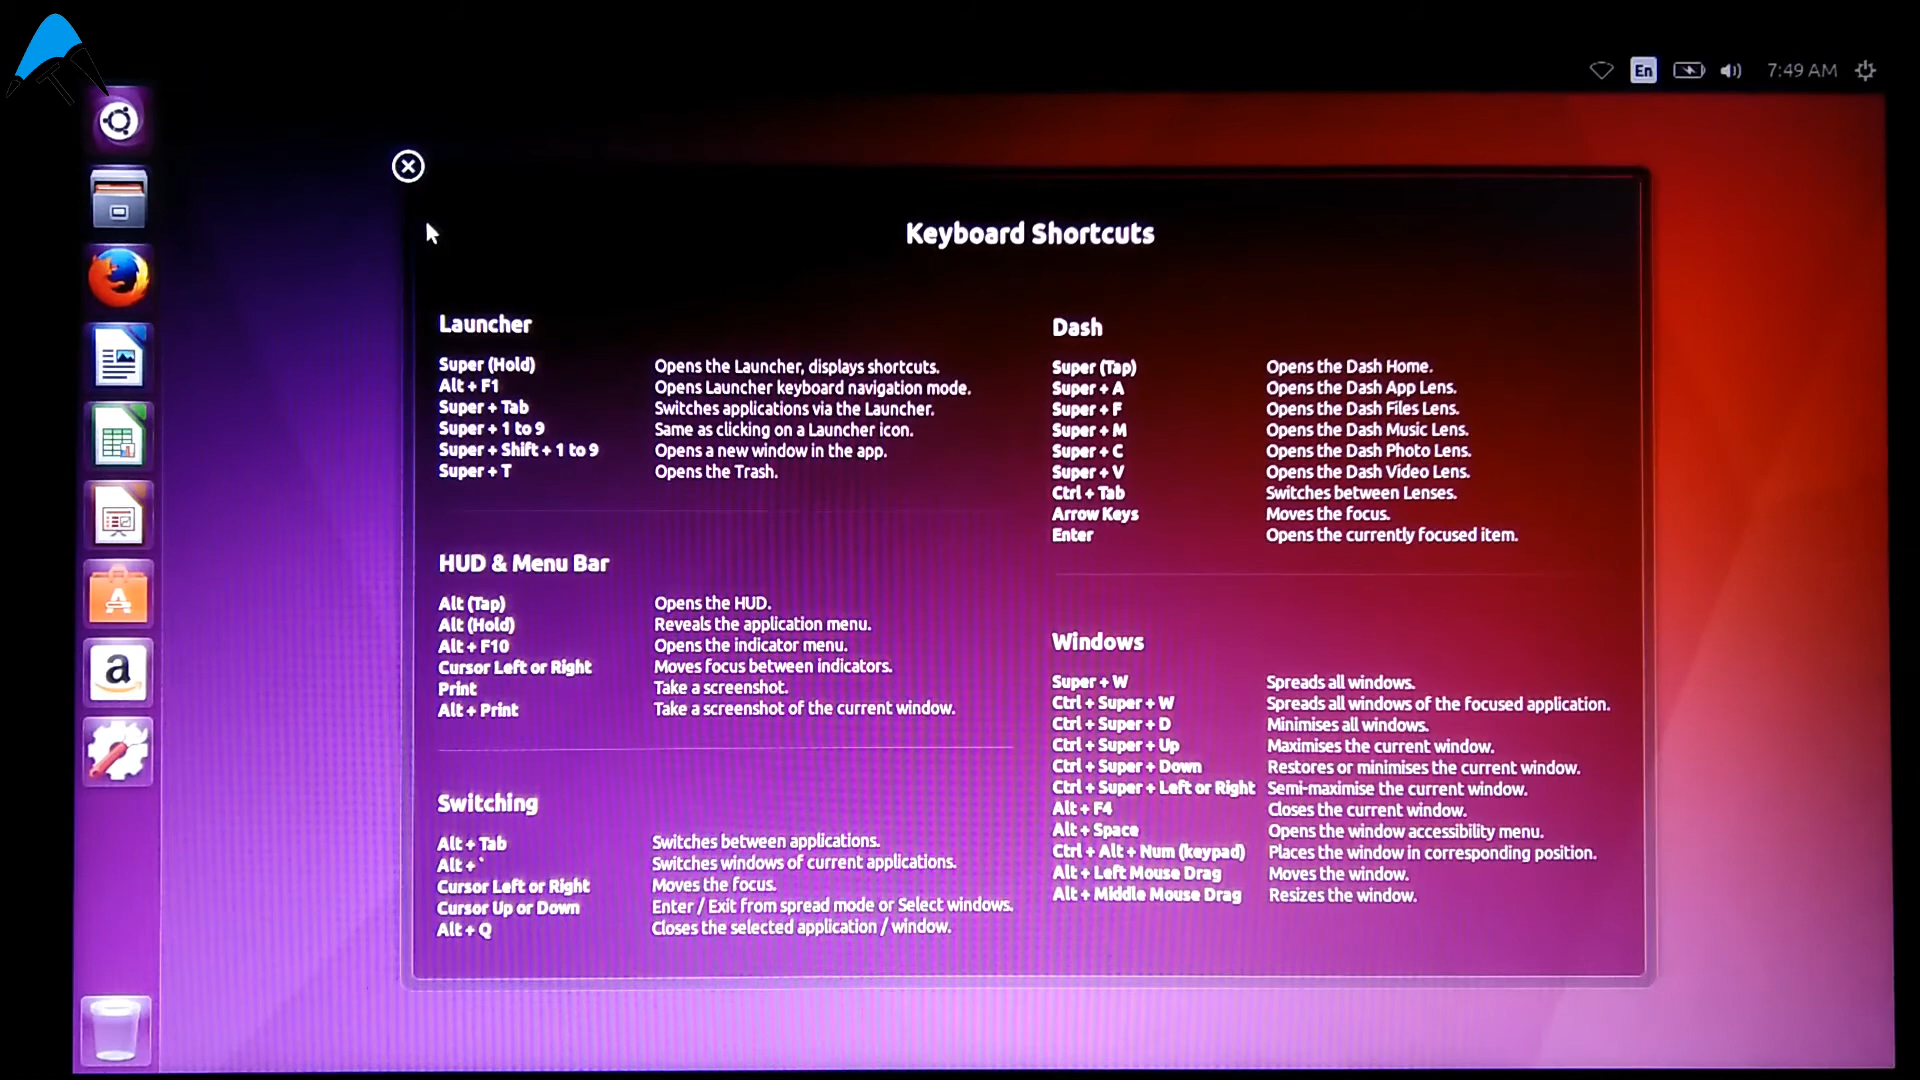 En
7:49 AM
Keyboard Shortcuts
Launcher
Super (Hold) Opens the Launcher, displays shortcuts.
Alt + F1 Opens Launcher keyboard navigation mode.
Super + Tab Switches applications via the Launcher.
Super + 1 to 9 Same as clicking on a Launcher icon.
Super + Shift + 1 to 9 Opens a new window in the app.
Super + T Opens the Trash.
HUD & Menu Bar
Alt (Tap) Opens the HUD.
Alt (Hold) Reveals the application menu.
Alt + F10 Opens the indicator menu.
Cursor Left or Right Moves focus between indicators.
Print Take a screenshot.
Alt + Print Take a screenshot of the current window.
Switching
Alt + Tab Switches between applications.
Alt + ` Switches windows of current applications.
Cursor Left or Right Moves the focus.
Cursor Up or Down Enter / Exit from spread mode or Select windows.
Alt + Q Closes the selected application / window.
Dash
Super (Tap) Opens the Dash Home.
Super + A Opens the Dash App Lens.
Super + F Opens the Dash Files Lens.
Super + M Opens the Dash Music Lens.
Super + C Opens the Dash Photo Lens.
Super + V Opens the Dash Video Lens.
Ctrl + Tab Switches between Lenses.
Arrow Keys Moves the focus.
Enter Opens the currently focused item.
Windows
Super + W Spreads all windows.
Ctrl + Super + W Spreads all windows of the focused application.
Ctrl + Super + D Minimises all windows.
Ctrl + Super + Up Maximises the current window.
Ctrl + Super + Down Restores or minimises the current window.
Ctrl + Super + Left or Right Semi-maximise the current window.
Alt + F4 Closes the current window.
Alt + Space Opens the window accessibility menu.
Ctrl + Alt + Num (keypad) Places the window in corresponding position.
Alt + Left Mouse Drag Moves the window.
Alt + Middle Mouse Drag Resizes the window.
a